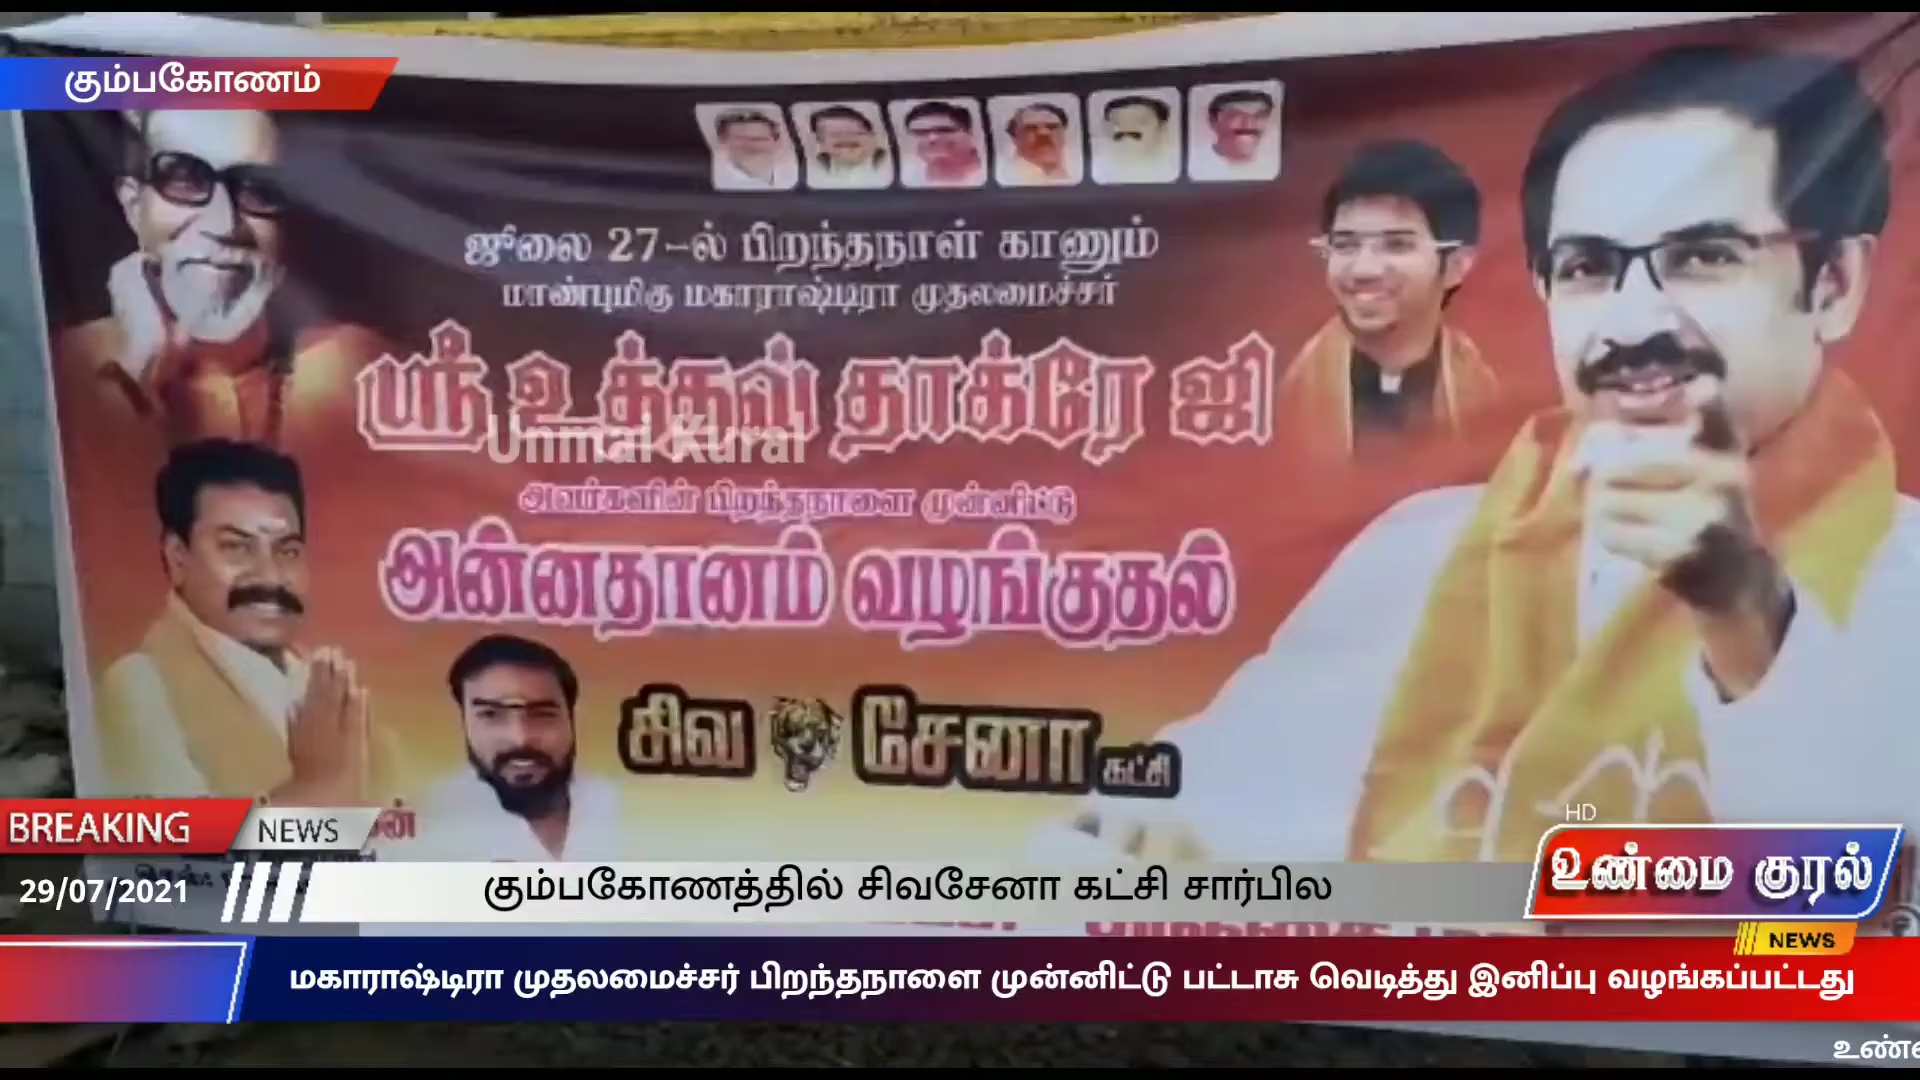 கும்பகோணம்
ஜூலை 27-ல் பிறந்தநாள் காணும்
மாண்புமிகு மகாராஷ்டிரா முதலமைச்சர்
ஸ்ரீ உத்தவ் தாக்ரே ஜி
Unmai Kural
அவர்களின் பிறந்தநாளை முன்னிட்டு
அன்னதானம் வழங்குதல்
சிவ சேனா கட்சி
HD
BREAKING NEWS
உண்மை குரல்
29/07/2021
கும்பகோணத்தில் சிவசேனா கட்சி சார்பில
NEWS
மகாராஷ்டிரா முதலமைச்சர் பிறந்தநாளை முன்னிட்டு பட்டாசு வெடித்து இனிப்பு வழங்கப்பட்டது